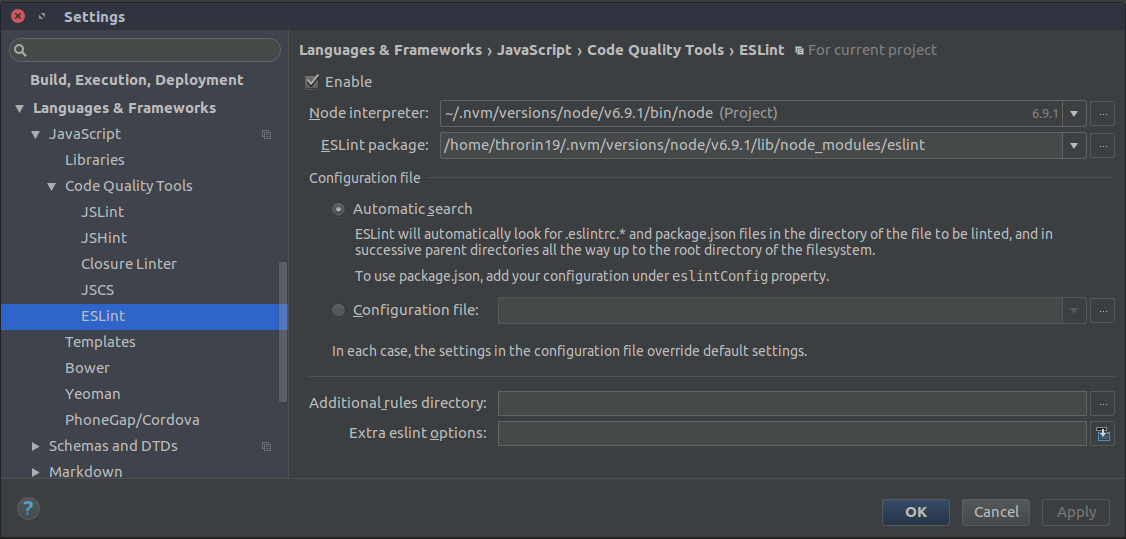 Settings
Build, Execution, Deployment
Languages & Frameworks
JavaScript
Libraries
Code Quality Tools
JSLint
JSHint
Closure Linter
JSCS
ESLint
Templates
Bower
Yeoman
PhoneGap/Cordova
Schemas and DTDs
Markdown
Languages & Frameworks › JavaScript › Code Quality Tools › ESLint For current project
Enable
Node interpreter: ~/.nvm/versions/node/v6.9.1/bin/node (Project) 6.9.1 ...
ESLint package: /home/throrin19/.nvm/versions/node/v6.9.1/lib/node_modules/eslint ...
Configuration file
Automatic search
ESLint will automatically look for .eslintrc.* and package.json files in the directory of the file to be linted, and in
successive parent directories all the way up to the root directory of the filesystem.
To use package.json, add your configuration under eslintConfig property.
Configuration file: ...
In each case, the settings in the configuration file override default settings.
Additional rules directory: ...
Extra eslint options:
? OK Cancel Apply